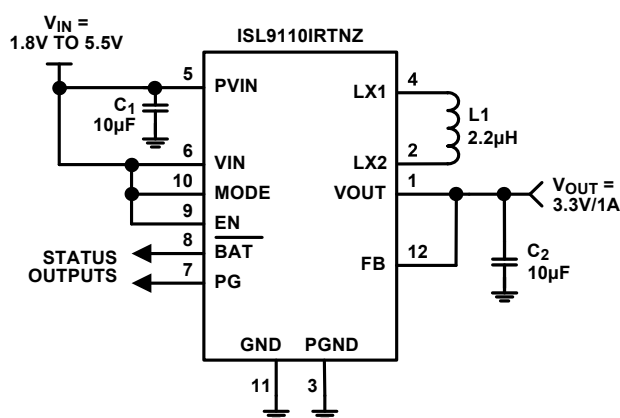 VIN =
1.8V TO 5.5V
ISL9110IRTNZ
5
PVIN
C1
10µF
6
VIN
10
MODE
9
EN
8
BAT
7
PG
STATUS
OUTPUTS
LX1
4
L1
2.2µH
LX2
2
VOUT
1
VOUT =
3.3V/1A
FB
12
C2
10µF
GND
PGND
11
3